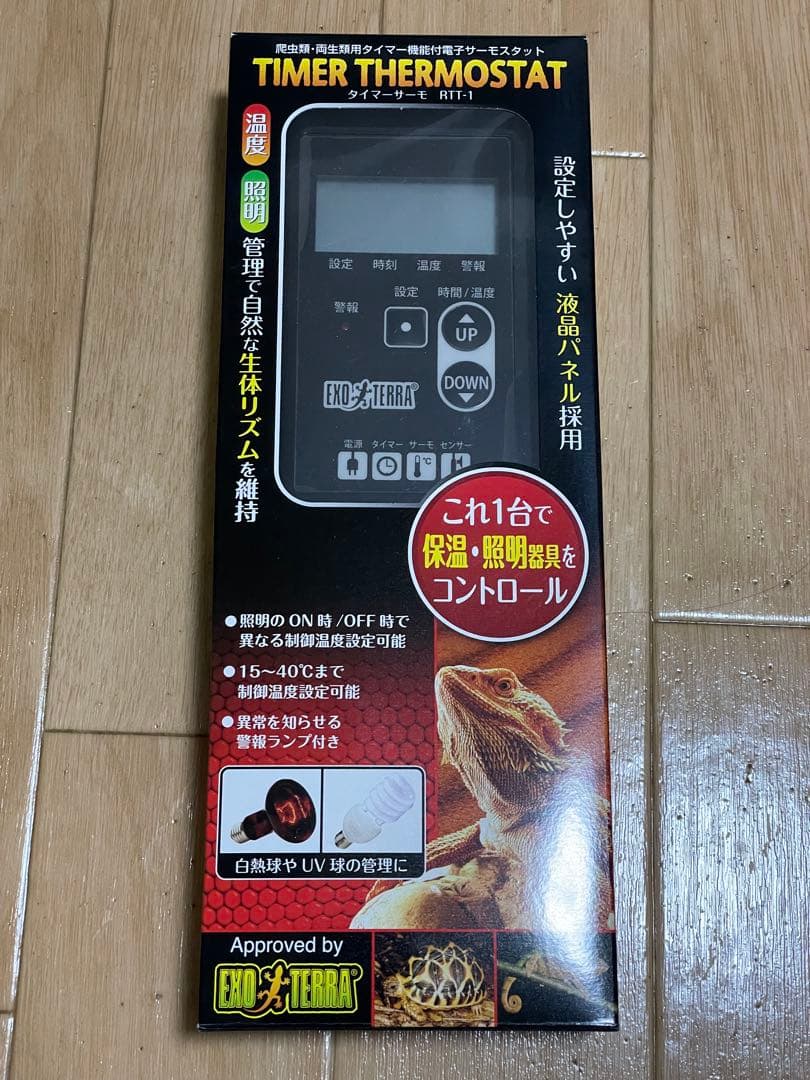 爬虫類・両生類用タイマー機能付電子サーモスタット
TIMER THERMOSTAT
タイマーサーモ RTT-1
温度
照明
管理で自然な生体リズムを維持
設定しやすい液晶パネル採用
設定 時刻 温度 警報
設定 時間/温度
警報
UP
DOWN
EXO TERRA®
電源 タイマー サーモ センサー
°C
これ1台で
保温・照明器具を
コントロール
●照明のON時/OFF時で
異なる制御温度設定可能
●15〜40℃まで
制御温度設定可能
●異常を知らせる
警報ランプ付き
白熱球やUV球の管理に
Approved by
EXO TERRA®